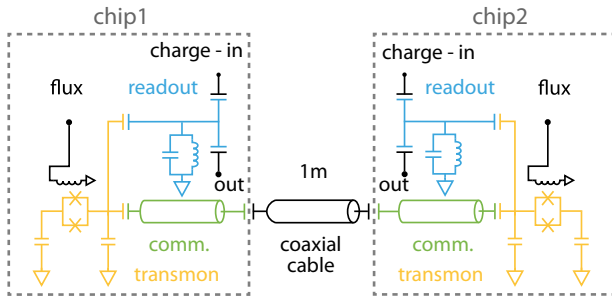 chip1
chip2
charge - in
charge - in
flux
readout
readout
flux
out
1m
out
comm.
coaxial
cable
comm.
transmon
transmon